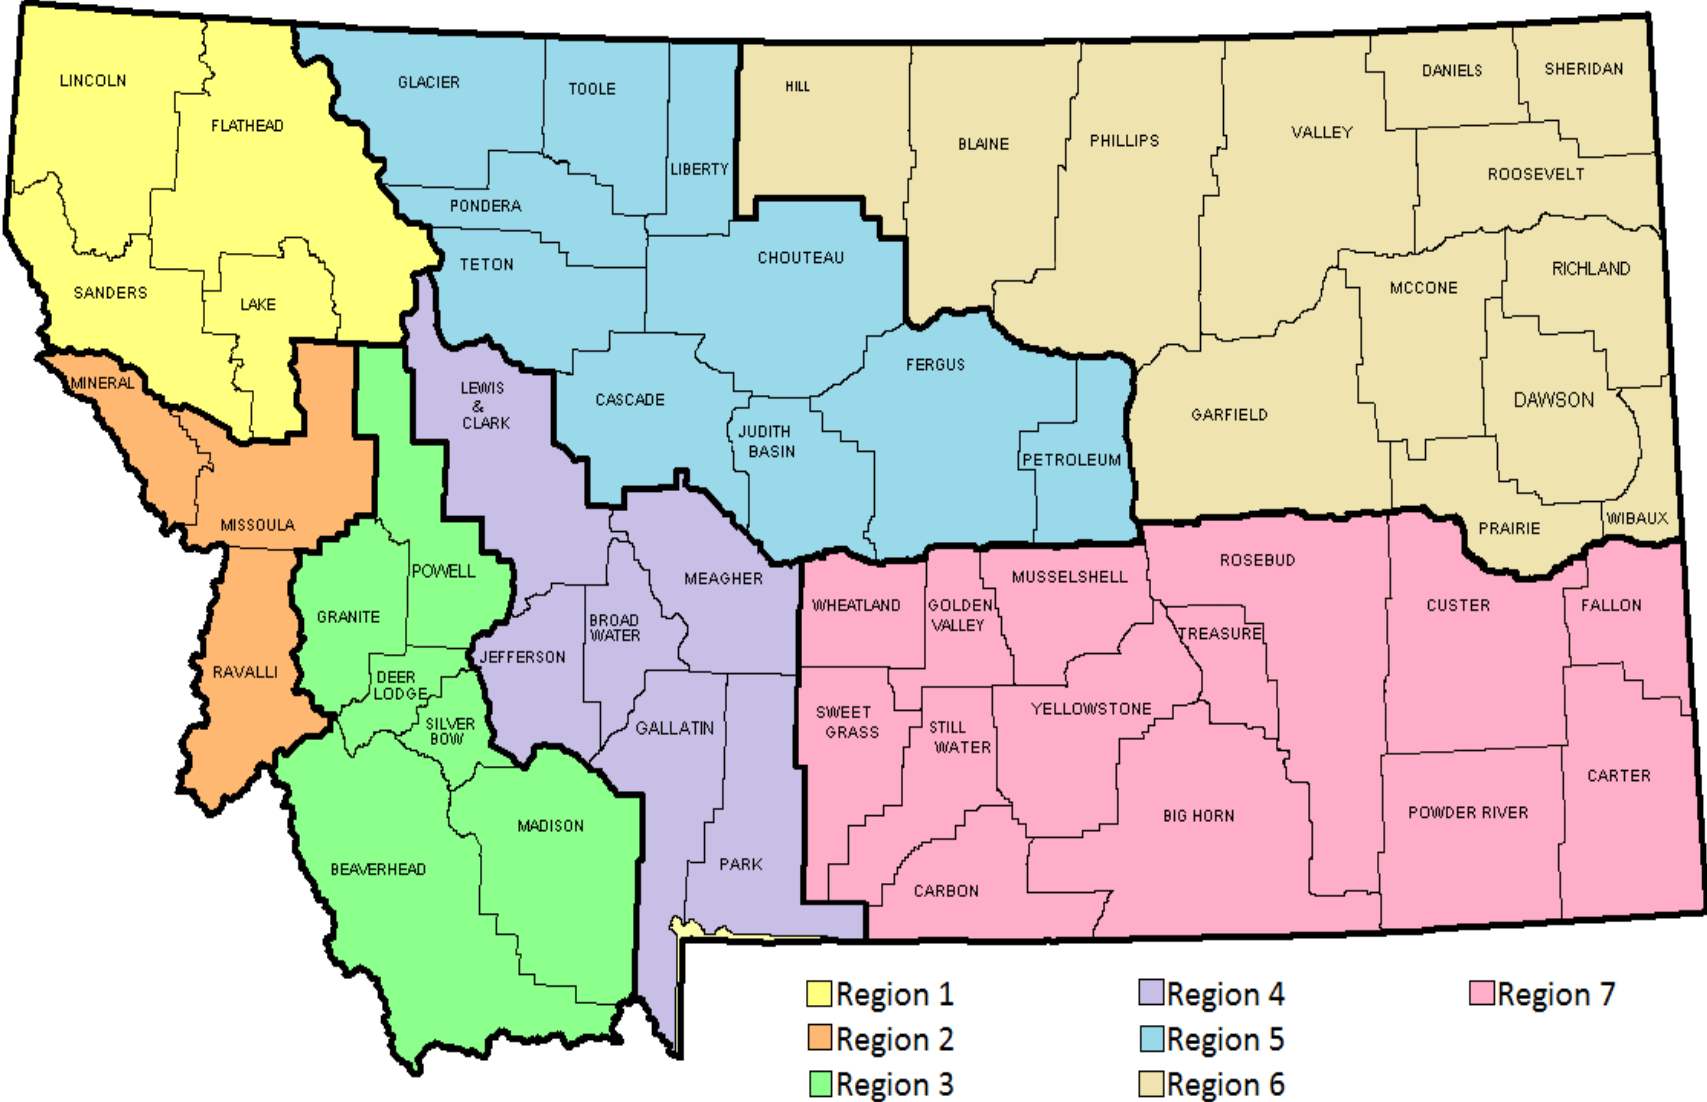 LINCOLN
FLATHEAD
GLACIER
TOOLE
LIBERTY
HILL
BLAINE
PHILLIPS
VALLEY
DANIELS
SHERIDAN
ROOSEVELT
PONDERA
TETON
CHOUTEAU
SANDERS
LAKE
MCCONE
RICHLAND
MINERAL
LEWIS
&
CLARK
CASCADE
FERGUS
JUDITH
BASIN
PETROLEUM
GARFIELD
DAWSON
MISSOULA
PRAIRIE
WIBAUX
POWELL
GRANITE
MEAGHER
BROAD
WATER
JEFFERSON
WHEATLAND
GOLDEN
VALLEY
MUSSELSHELL
ROSEBUD
TREASURE
CUSTER
FALLON
RAVALLI
DEER
LODGE
SILVER
BOW
GALLATIN
SWEET
GRASS
STILL
WATER
YELLOWSTONE
CARTER
BEAVERHEAD
MADISON
PARK
CARBON
BIG HORN
POWDER RIVER
Region 1
Region 2
Region 3
Region 4
Region 5
Region 6
Region 7